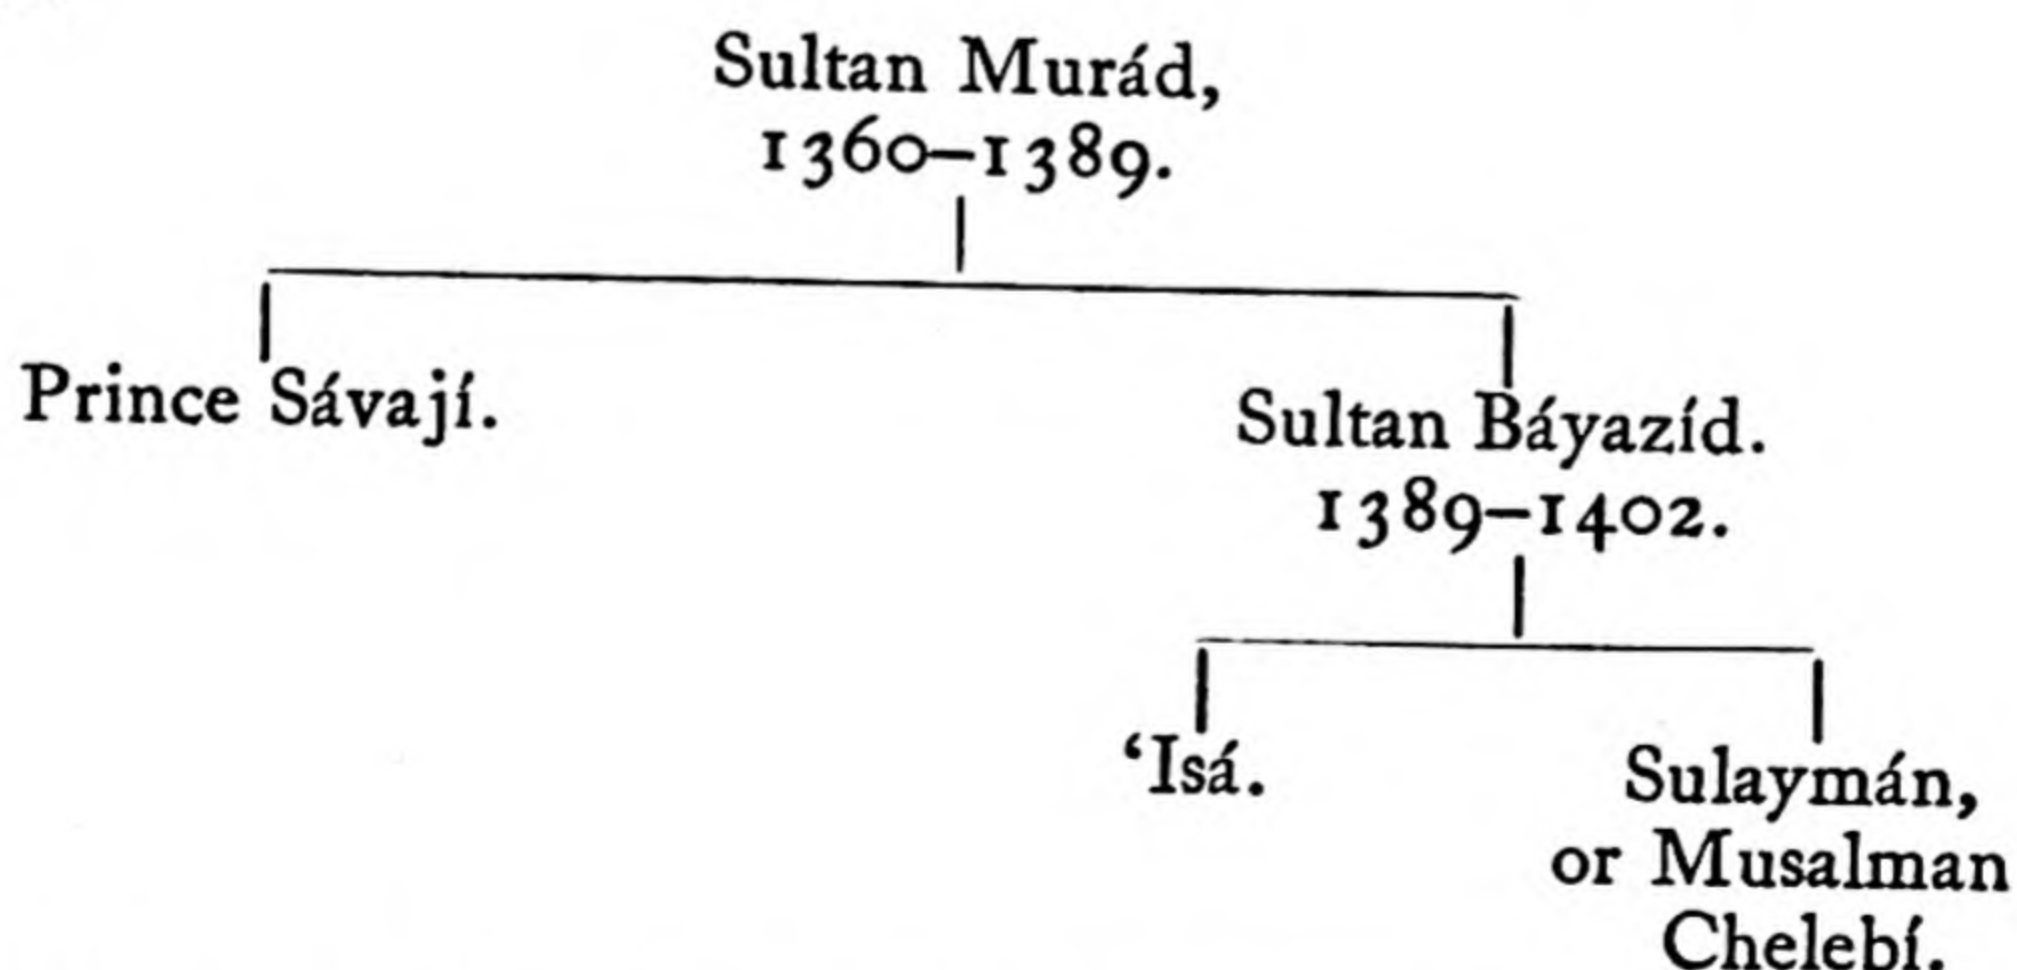 Sultan Murád,
1360–1389.
Prince Sávají.
Sultan Báyazíd.
1389–1402.
‘Isá.
Sulaymán,
or Musalman
Chelebí.